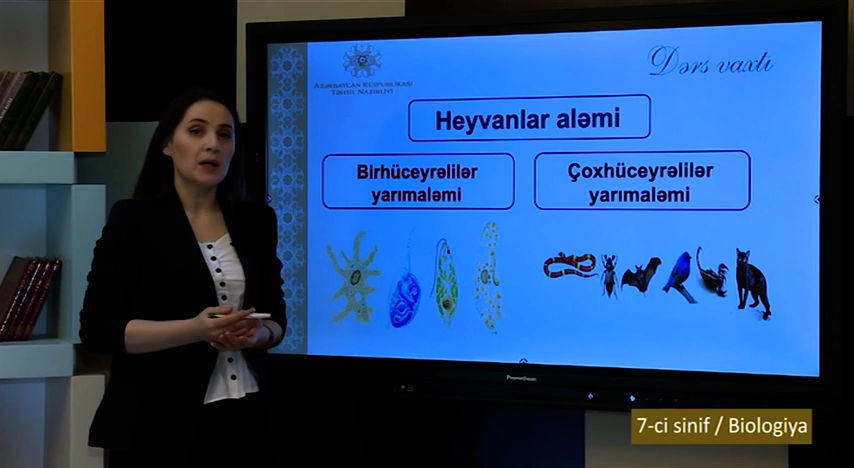 AZƏRBAYCAN RESPUBLİKASI
TƏHSİL NAZİRLİYİ
Dərs vaxtı
Heyvanlar aləmi
Birhüceyrəlilər
yarımaləmi
Çoxhüceyrəlilər
yarımaləmi
Promethean
7-ci sinif / Biologiya